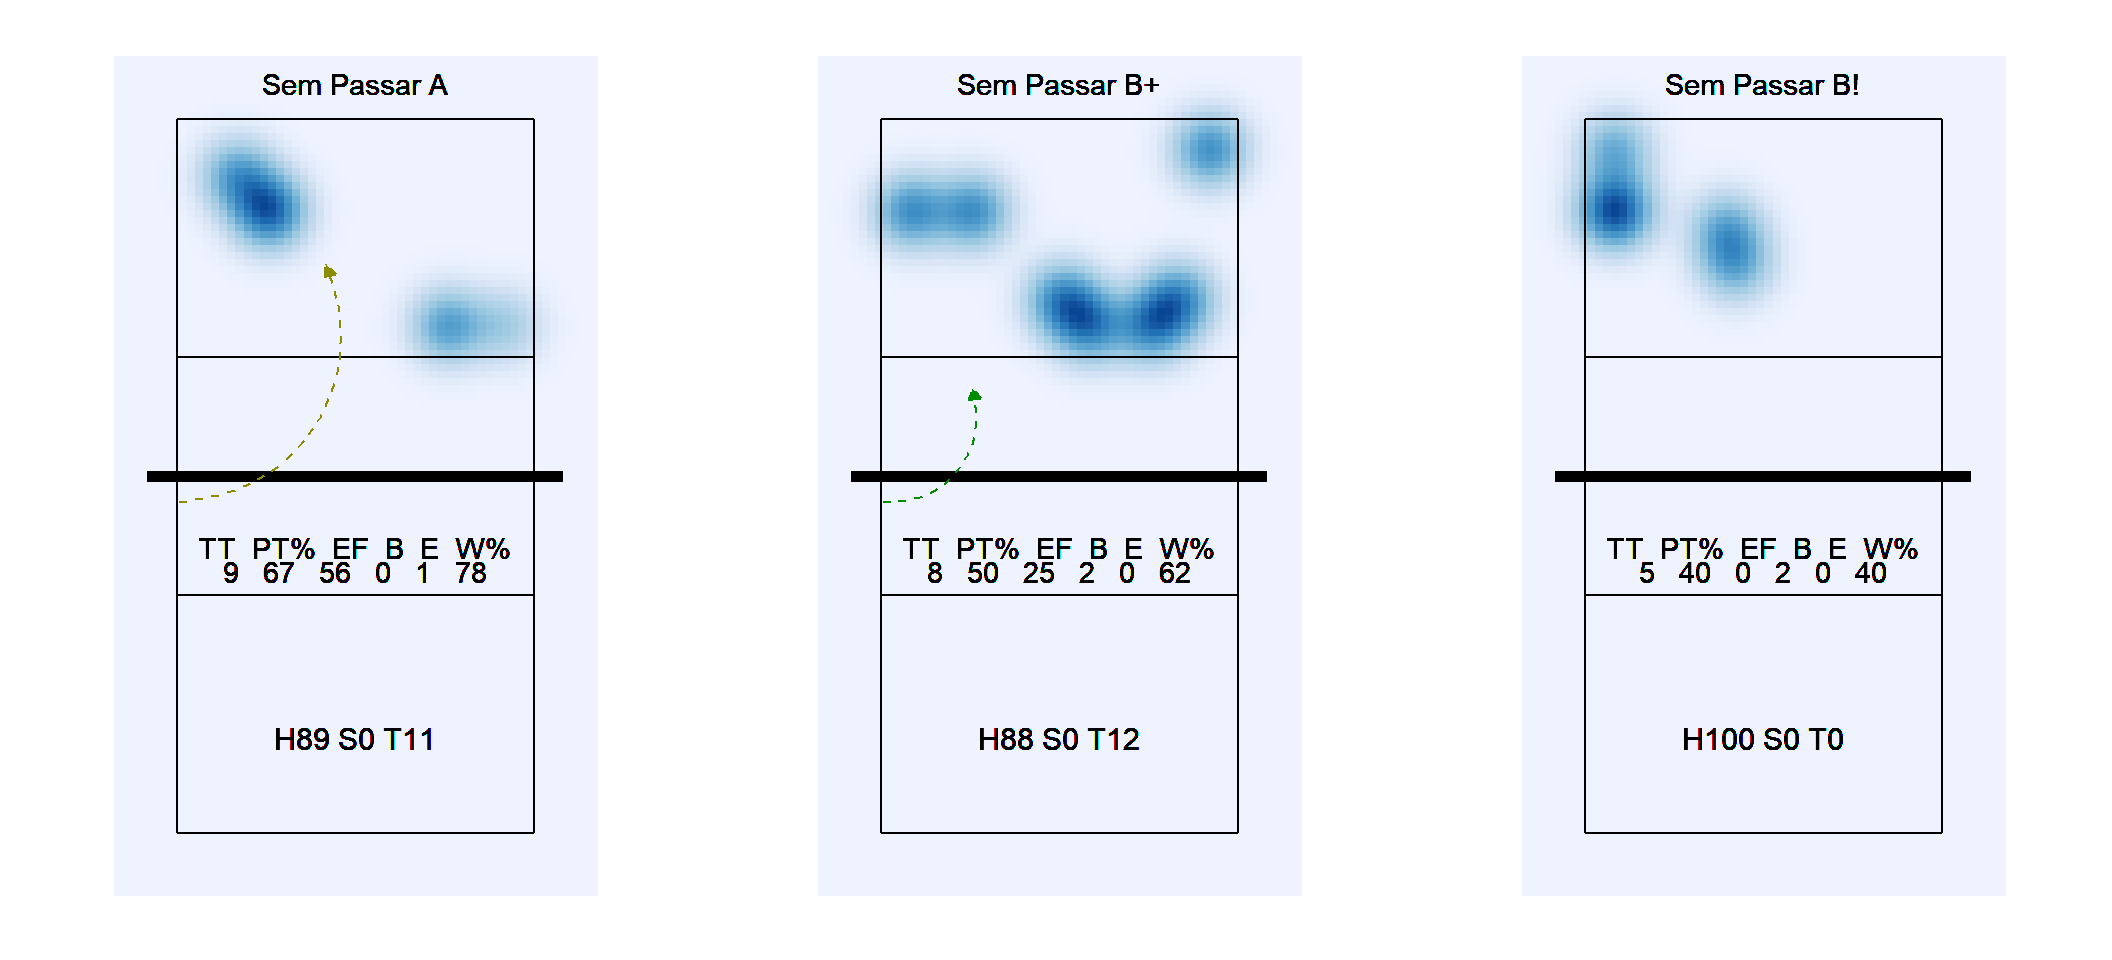 Sem Passar A
TT PT% EF B E W%
9 67 56 0 1 78
H89 S0 T11
Sem Passar B+
TT PT% EF B E W%
8 50 25 2 0 62
H88 S0 T12
Sem Passar B!
TT PT% EF B E W%
5 40 0 2 0 40
H100 S0 T0